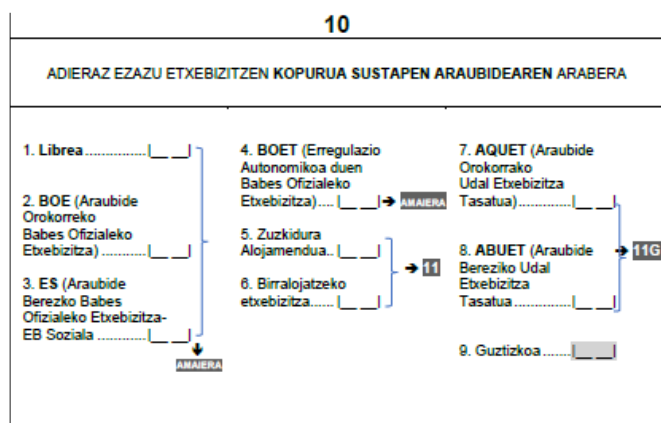 10
ADIERAZ EZAZU ETXEBIZITZEN KOPURUA SUSTAPEN ARAUBIDEAREN ARABERA
1. Librea ...............|__ __|
2. BOE (Araubide
Orokorreko
Babes Ofizialeko
Etxebizitza) .......|__ __|
3. ES (Araubide
Berezko Babes
Ofizialeko Etxebizitza-
EB Soziala ............|__ __|
AMAIERA
4. BOET (Erregulazio
Autonomikoa duen
Babes Ofizialeko
Etxebizitza).... |__ __| ➔ AMAIERA
5. Zuzkidura
Alojamendua.. |__ __|
➔ 11
6. Birralojatzeko
etxebizitza...... |__ __|
7. AQUET (Araubide
Orokorrako
Udal Etxebizitza
Tasatua)............|__ __|
8. ABUET (Araubide
Bereziko Udal
Etxebizitza
Tasatua ............|__ __|
➔ 11G
9. Guztizkoa .......|__ __|